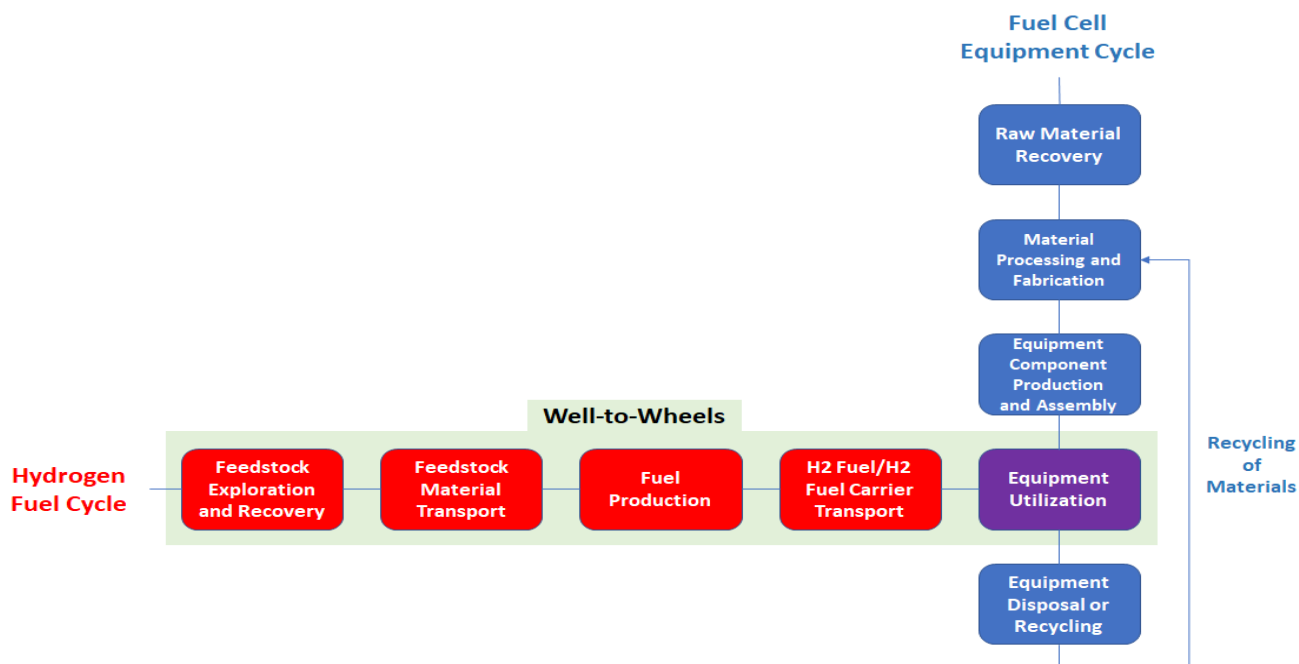 Fuel Cell
Equipment Cycle
Raw Material
Recovery
Material
Processing and
Fabrication
Equipment
Component
Production
and Assembly
Well-to-Wheels
Hydrogen
Fuel Cycle
Feedstock
Exploration
and Recovery
Feedstock
Material
Transport
Fuel
Production
H2 Fuel/H2
Fuel Carrier
Transport
Equipment
Utilization
Recycling
of
Materials
Equipment
Disposal or
Recycling